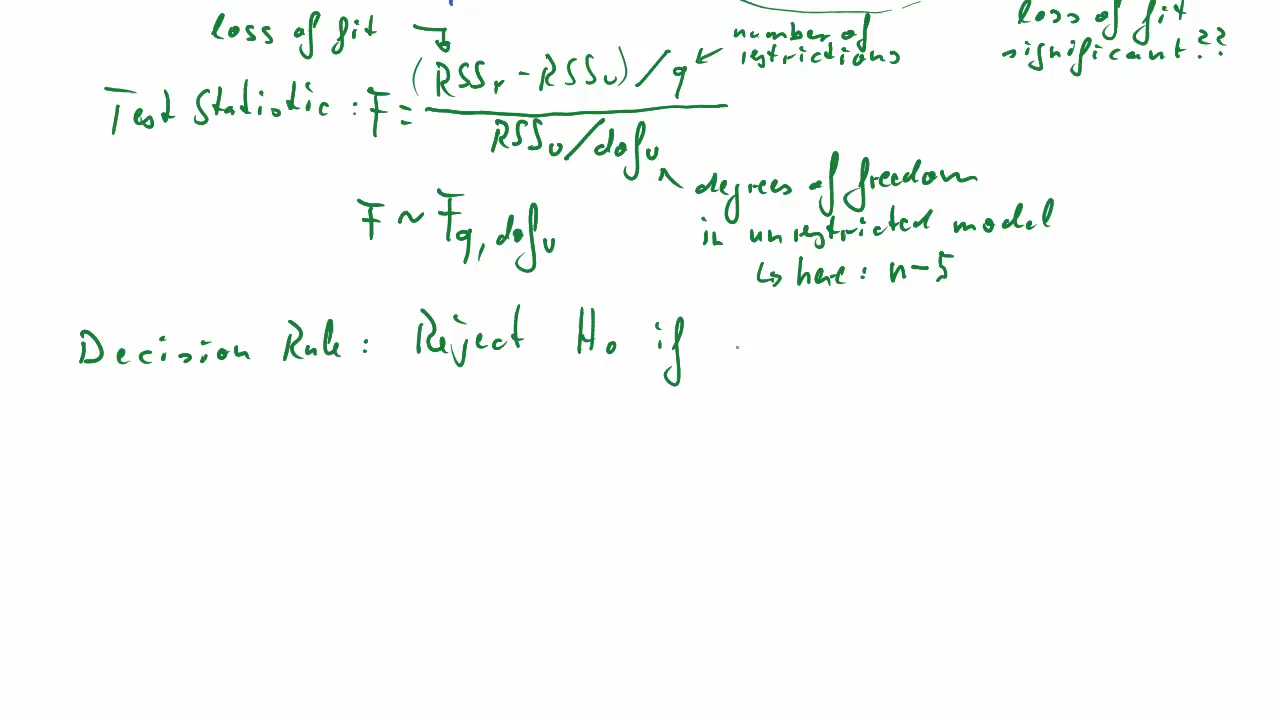 loss of fit
number of restrictions
loss of fit significant??
Test Statistic : F = (RSSr - RSSu) / q
RSSu / dofu
degrees of freedom
in unrestricted model
↳ here : n - 5
F ~ Fq, dofu
Decision Rule : Reject H0 if